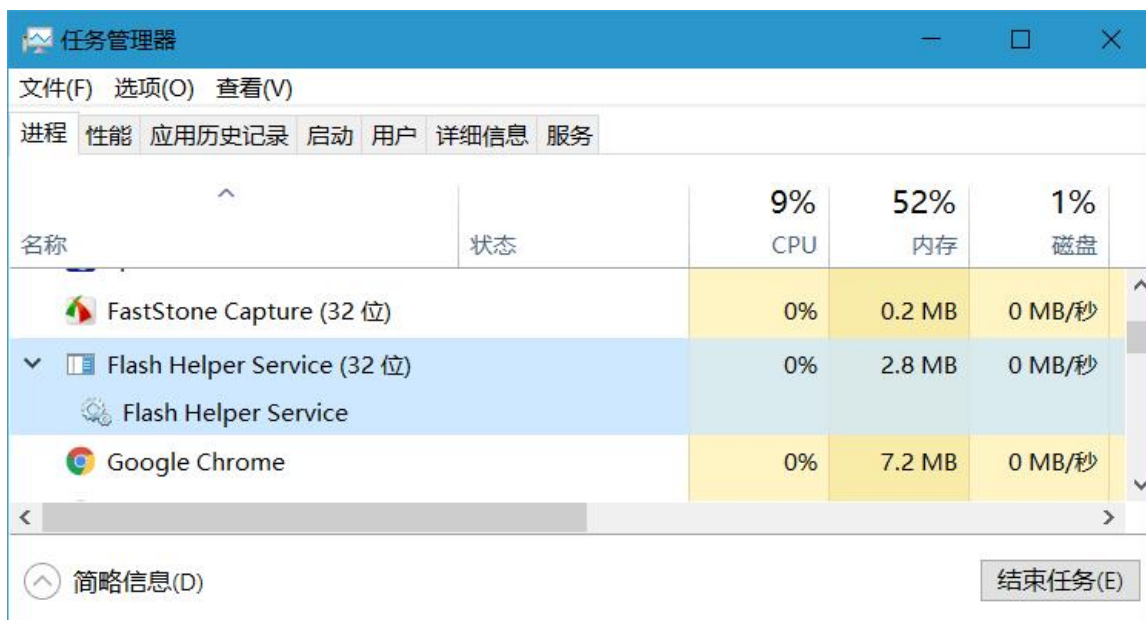 任务管理器
文件(F) 选项(O) 查看(V)
进程 性能 应用历史记录 启动 用户 详细信息 服务
9% 52% 1%
名称 状态 CPU 内存 磁盘
FastStone Capture (32 位) 0% 0.2 MB 0 MB/秒
Flash Helper Service (32 位) 0% 2.8 MB 0 MB/秒
Flash Helper Service
Google Chrome 0% 7.2 MB 0 MB/秒
简略信息(D) 结束任务(E)